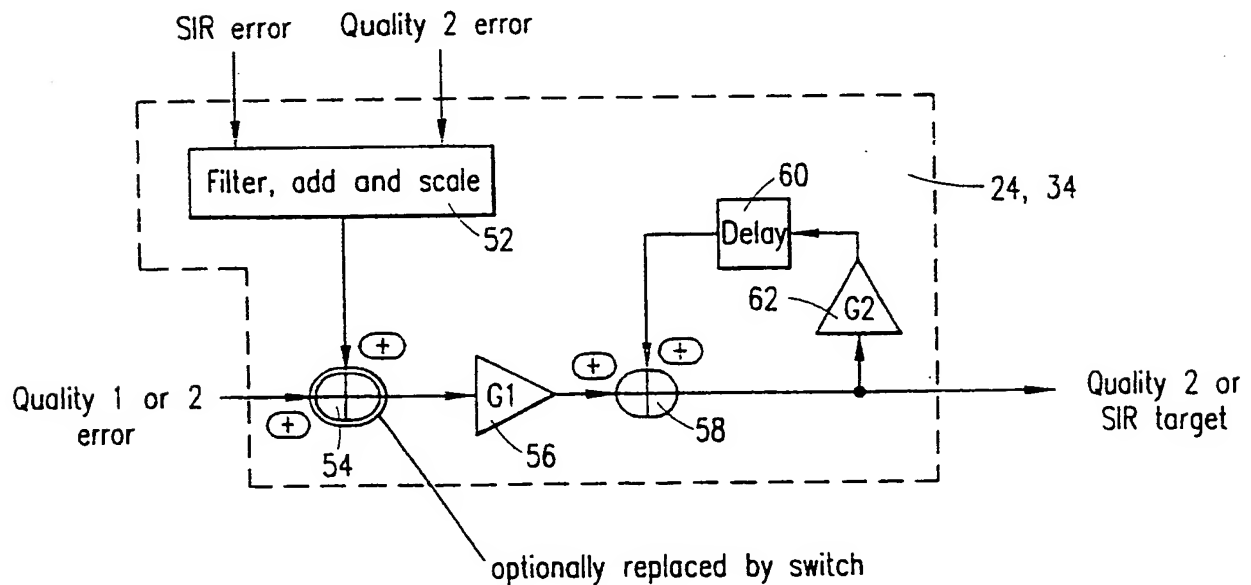 SIR error
Quality 2 error
Filter, add and scale
52
60
24, 34
Delay
62
G2
+
+
+
+
Quality 1 or 2
error
G1
54
56
58
Quality 2 or
SIR target
optionally replaced by switch